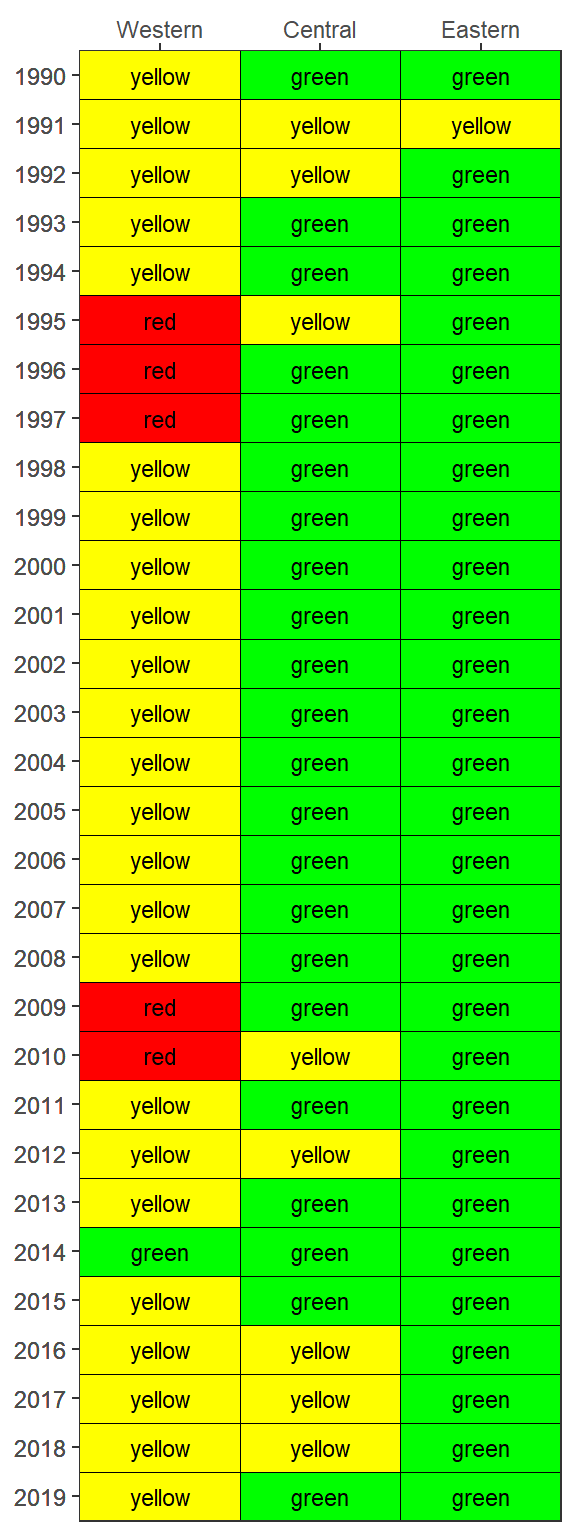 Western Central Eastern
1990 yellow green green
1991 yellow yellow yellow
1992 yellow yellow green
1993 yellow green green
1994 yellow green green
1995 red yellow green
1996 red green green
1997 red green green
1998 yellow green green
1999 yellow green green
2000 yellow green green
2001 yellow green green
2002 yellow green green
2003 yellow green green
2004 yellow green green
2005 yellow green green
2006 yellow green green
2007 yellow green green
2008 yellow green green
2009 red green green
2010 red yellow green
2011 yellow green green
2012 yellow yellow green
2013 yellow green green
2014 green green green
2015 yellow green green
2016 yellow yellow green
2017 yellow yellow green
2018 yellow yellow green
2019 yellow green green